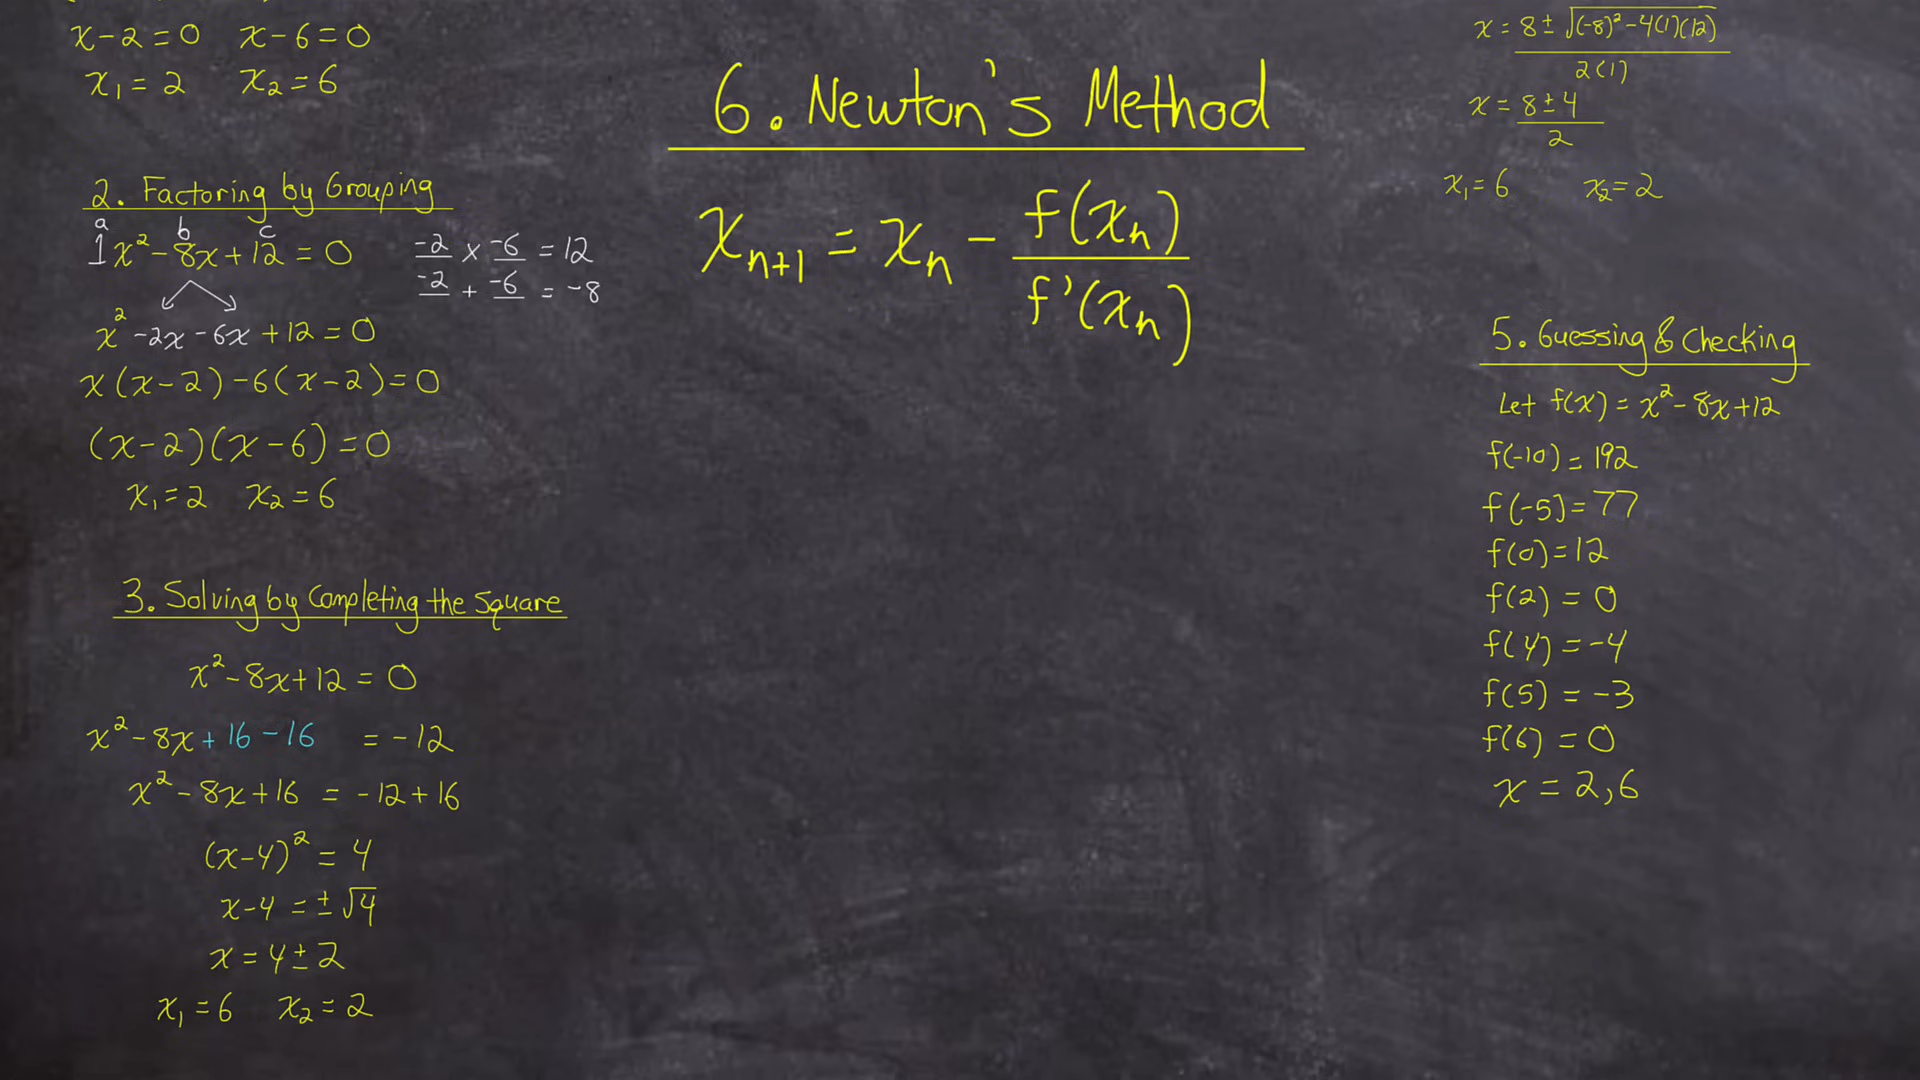 x-2=0 x-6=0
x₁=2 x₂=6
2. Factoring by Grouping
a b c
1x²-8x+12=0
-2 x -6 = 12
-2 + -6 = -8
x²-2x-6x+12=0
x(x-2)-6(x-2)=0
(x-2)(x-6)=0
x₁=2 x₂=6
3. Solving by Completing the Square
x²-8x+12=0
x²-8x+16-16 = -12
x²-8x+16 = -12+16
(x-4)² = 4
x-4 = ±√4
x = 4±2
x₁=6 x₂=2
6. Newton's Method
xₙ₊₁ = xₙ - f(xₙ)/f'(xₙ)
x = (8±√((-8)²-4(1)(12)))/2(1)
x = (8±4)/2
x₁=6 x₂=2
5. Guessing & Checking
Let f(x) = x²-8x+12
f(-10) = 192
f(-5) = 77
f(0) = 12
f(2) = 0
f(4) = -4
f(5) = -3
f(6) = 0
x = 2,6